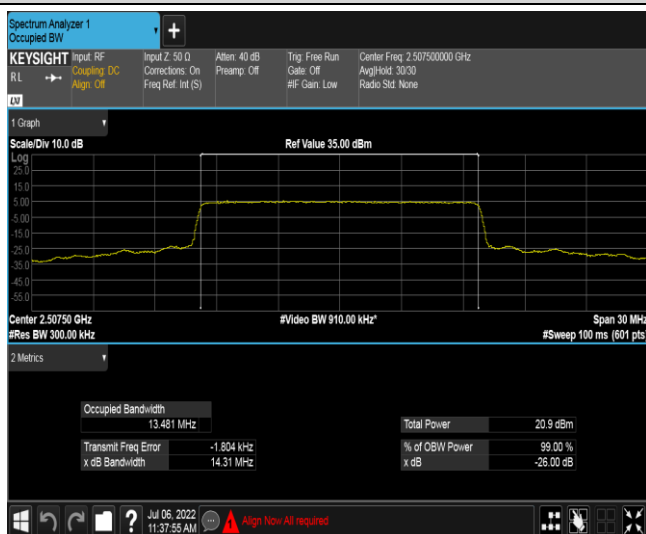 Spectrum Analyzer 1
Occupied BW
+
KEYSIGHT Input: RF Input Z: 50 Ω Atten: 40 dB Trig: Free Run Center Freq: 2.507500000 GHz
RL Coupling: DC Corrections: On Preamp: Off Gate: Off Avg|Hold: 30/30
Align: Off Freq Ref: Int (S) #IF Gain: Low Radio Std: None
LXI
1 Graph
Scale/Div 10.0 dB Ref Value 35.00 dBm
Log
25.0
15.0
5.00
-5.00
-15.0
-25.0
-35.0
-45.0
-55.0
Center 2.50750 GHz #Video BW 910.00 kHz* Span 30 MHz
#Res BW 300.00 kHz #Sweep 100 ms (601 pts)
2 Metrics
Occupied Bandwidth
13.481 MHz Total Power 20.9 dBm
Transmit Freq Error -1.804 kHz % of OBW Power 99.00 %
x dB Bandwidth 14.31 MHz x dB -26.00 dB
? Jul 06, 2022
11:37:55 AM Align Now All required